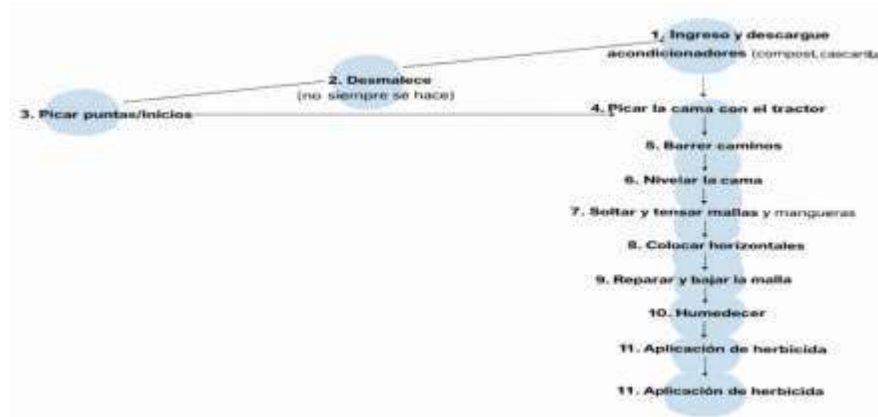 1. Ingreso y descargue
acondicionadores (compost, cascarilla
2. Desmalece
(no siempre se hace)
3. Picar puntas/inicios
4. Picar la cama con el tractor
5. Barrer caminos
6. Nivelar la cama
7. Soltar y tensar mallas y mangueras
8. Colocar horizontales
9. Reparar y bajar la malla
10. Humedecer
11. Aplicación de herbicida
11. Aplicación de herbicida